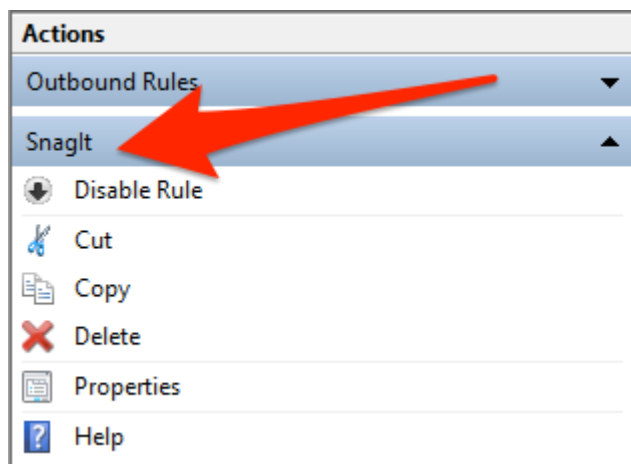 Actions
Outbound Rules
SnagIt
Disable Rule
Cut
Copy
Delete
Properties
Help